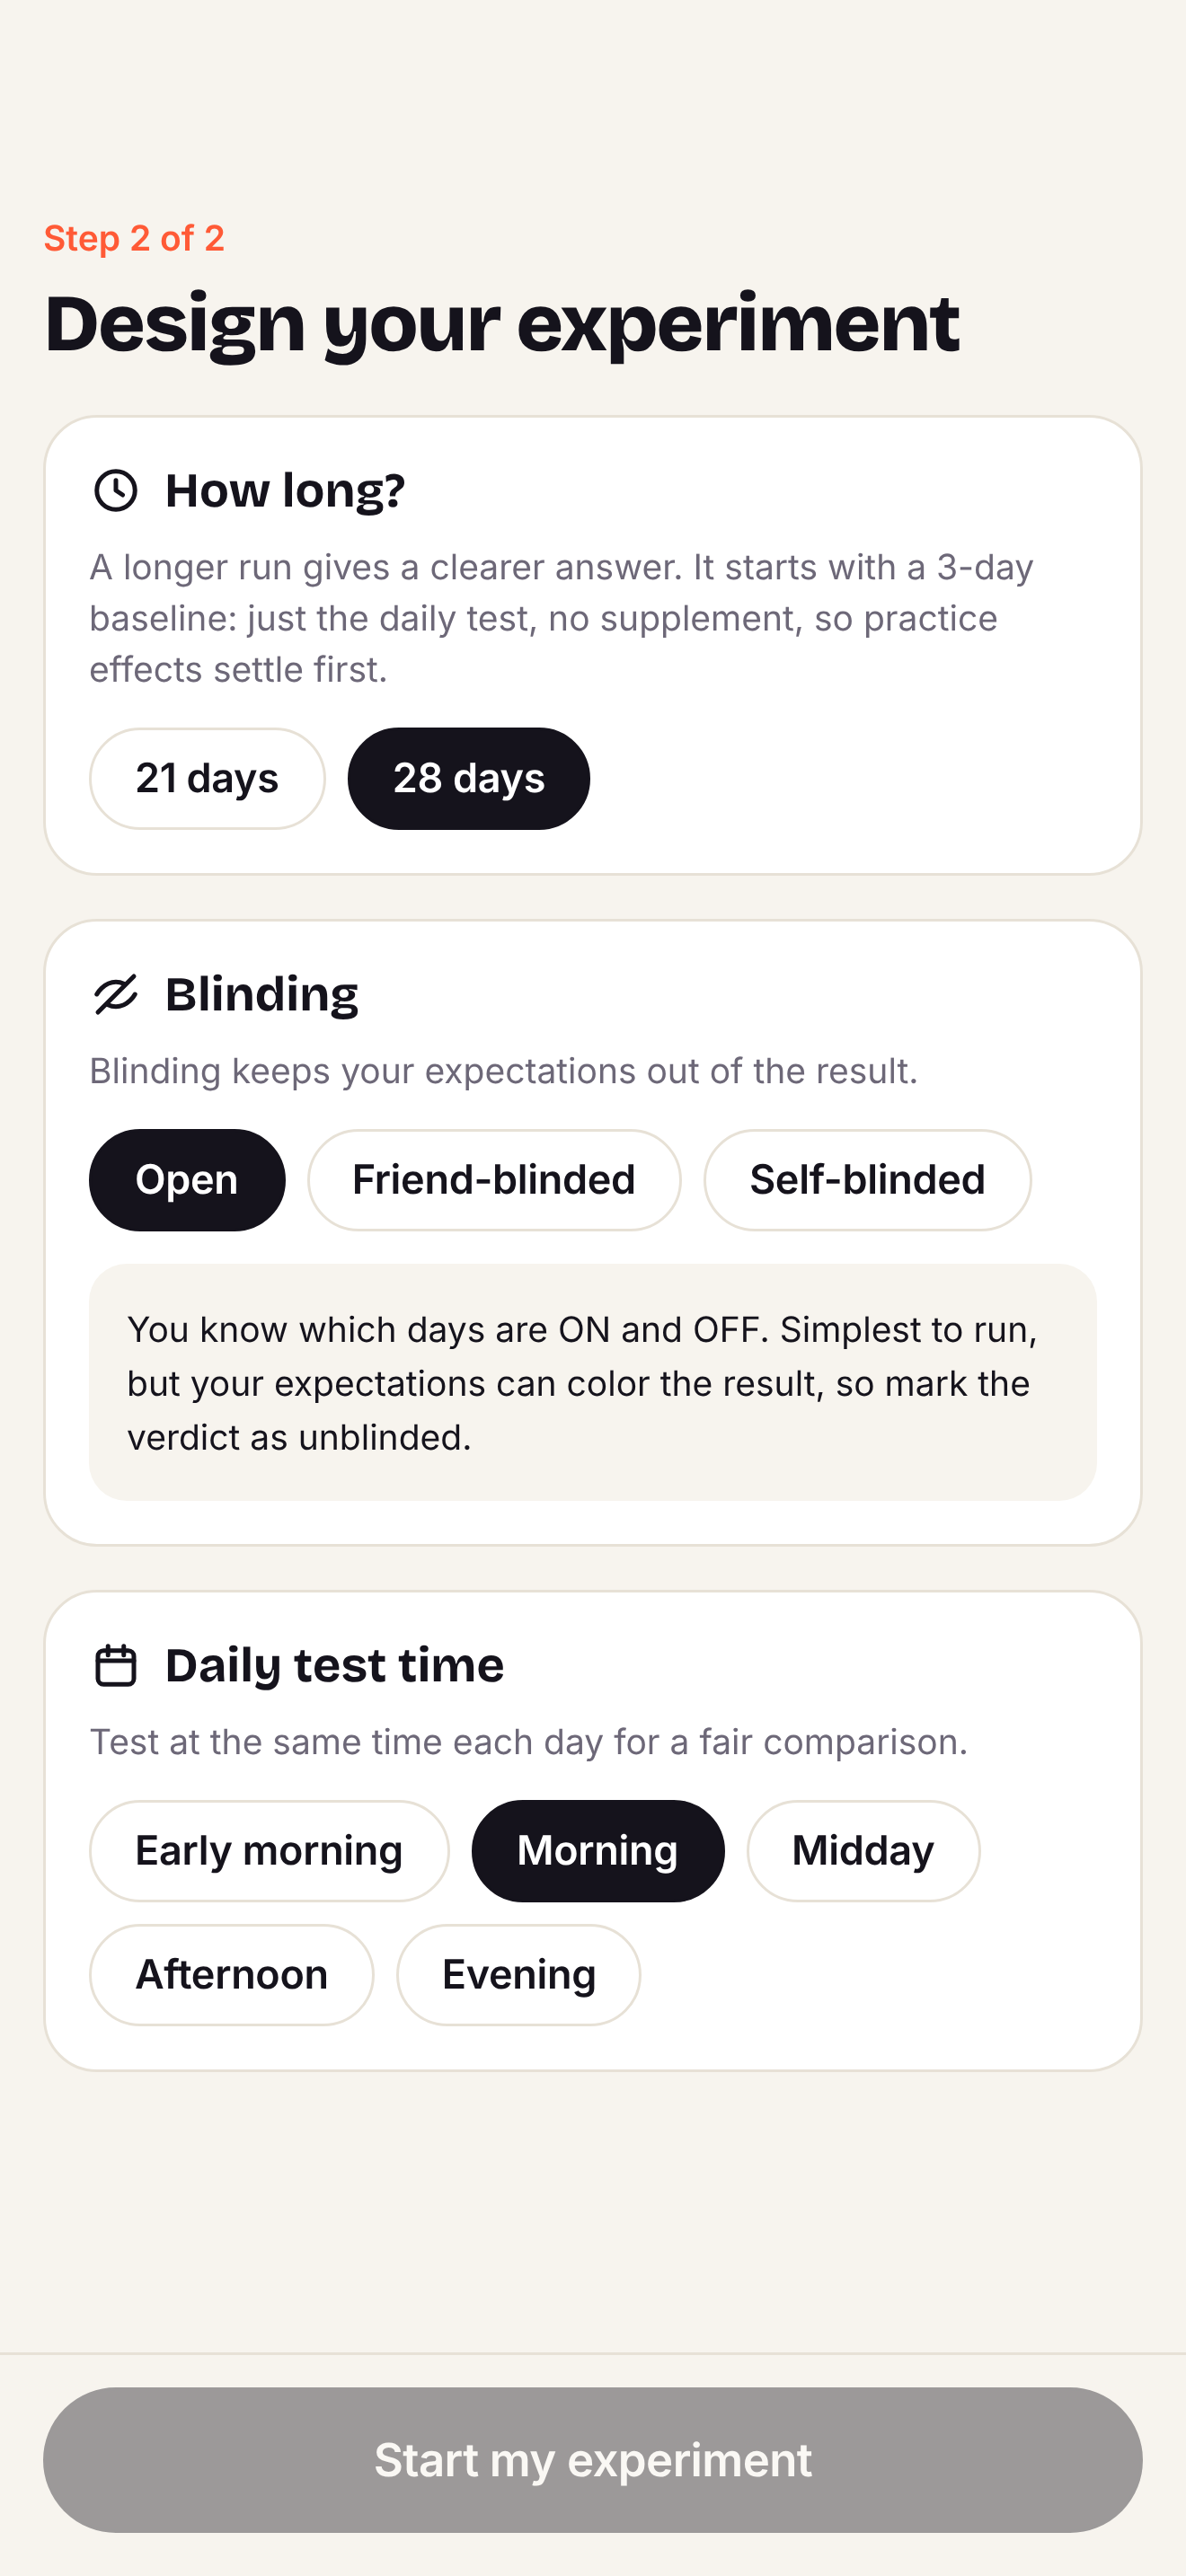 Step 2 of 2
Design your experiment
How long?
A longer run gives a clearer answer. It starts with a 3-day
baseline: just the daily test, no supplement, so practice
effects settle first.
21 days
28 days
Blinding
Blinding keeps your expectations out of the result.
Open
Friend-blinded
Self-blinded
You know which days are ON and OFF. Simplest to run,
but your expectations can color the result, so mark the
verdict as unblinded.
Daily test time
Test at the same time each day for a fair comparison.
Early morning
Morning
Midday
Afternoon
Evening
Start my experiment